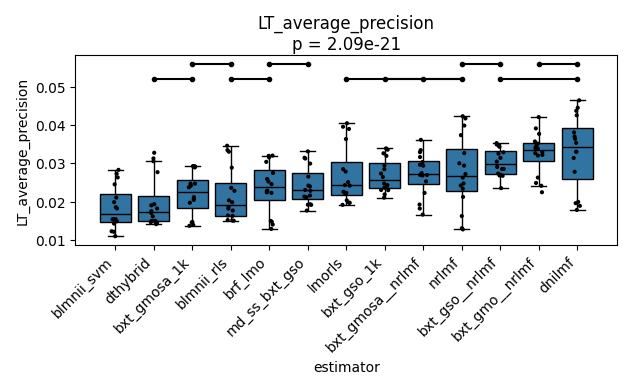 LT_average_precision
p = 2.09e-21
LT_average_precision
0.05
0.04
0.03
0.02
0.01
blmnii_svm
dthybrid
bxt_gmosa_1k
blmnii_rls
brf_lmo
md_ss_bxt_gso
lmorls
bxt_gso_1k
bxt_gmosa__nrlmf
nrlmf
bxt_gso__nrlmf
bxt_gmo__nrlmf
dnilmf
estimator